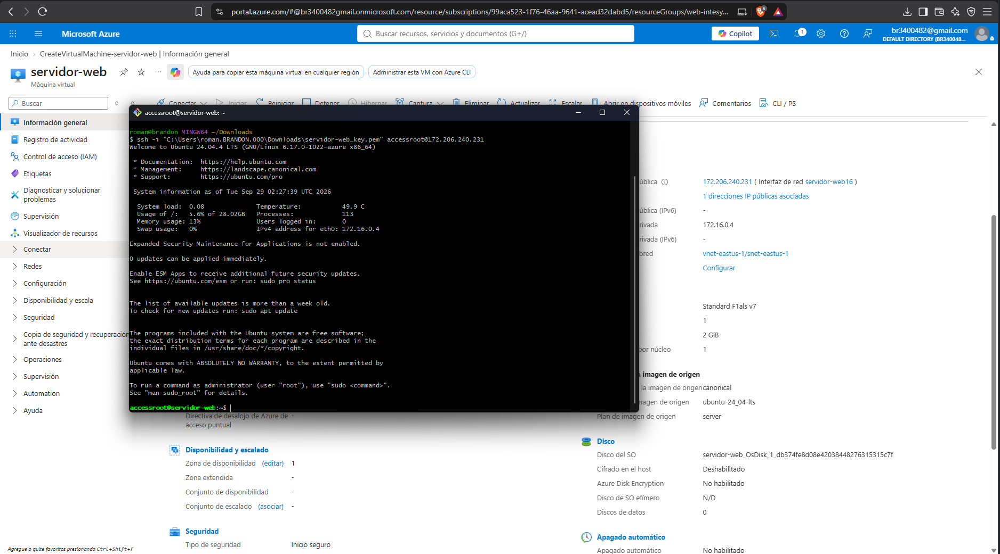 portal.azure.com/#@br3400482gmail.onmicrosoft.com/resource/subscriptions/99aca523-1f76-46aa-9641-acead32dabd5/resourceGroups/web-intesy...
8
Microsoft Azure
Buscar recursos, servicios y documentos (G+/)
Copilot
1
br3400482@gmail.com
DEFAULT DIRECTORY (BR340048...
Inicio > CreateVirtualMachine-servidor-web | Información general
servidor-web
Máquina virtual
Ayuda para copiar esta máquina virtual en cualquier región
Administrar esta VM con Azure CLI
Buscar
Conectar Iniciar Reiniciar Detener Hibernar Captura Eliminar Actualizar Escalar Abrir en dispositivos móviles Comentarios CLI / PS
Información general
Registro de actividad
Control de acceso (IAM)
Etiquetas
Diagnosticar y solucionar
problemas
Supervisión
Visualizador de recursos
Conectar
Redes
Configuración
Disponibilidad y escala
Seguridad
Copia de seguridad y recuperación
ante desastres
Operaciones
Supervisión
Automation
Ayuda
Agregue o quite favoritos presionando Ctrl+Shift+F
accessroot@servidor-web: ~
roman@brandon MINGW64 ~/Downloads
$ ssh -i "C:\Users\roman.BRANDON.000\Downloads\servidor-web_key.pem" accessroot@172.206.240.231
Welcome to Ubuntu 24.04.4 LTS (GNU/Linux 6.17.0-1022-azure x86_64)
* Documentation: https://help.ubuntu.com
* Management: https://landscape.canonical.com
* Support: https://ubuntu.com/pro
System information as of Tue Sep 29 02:27:39 UTC 2026
System load: 0.08 Temperature: 49.9 C
Usage of /: 5.6% of 28.02GB Processes: 113
Memory usage: 13% Users logged in: 0
Swap usage: 0% IPv4 address for eth0: 172.16.0.4
Expanded Security Maintenance for Applications is not enabled.
0 updates can be applied immediately.
Enable ESM Apps to receive additional future security updates.
See https://ubuntu.com/esm or run: sudo pro status
The list of available updates is more than a week old.
To check for new updates run: sudo apt update
The programs included with the Ubuntu system are free software;
the exact distribution terms for each program are described in the
individual files in /usr/share/doc/*/copyright.
Ubuntu comes with ABSOLUTELY NO WARRANTY, to the extent permitted by
applicable law.
To run a command as administrator (user "root"), use "sudo <command>".
See "man sudo_root" for details.
accessroot@servidor-web:~$
Directiva de desalojo de Azure de -
acceso puntual
Disponibilidad y escalado
Zona de disponibilidad (editar) 1
Zona extendida -
Conjunto de disponibilidad -
Conjunto de escalado (asociar) -
Seguridad
Tipo de seguridad Inicio seguro
ública 172.206.240.231 ( Interfaz de red servidor-web16 )
1 direcciones IP públicas asociadas
ública (IPv6) -
rivada 172.16.0.4
rivada (IPv6) -
bred vnet-eastus-1/snet-eastus-1
Configurar
Standard F1als v7
1
2 GiB
por núcleo 1
imagen de origen
la imagen de origen canonical
magen de origen ubuntu-24_04-lts
Plan de imagen de origen server
Disco
Disco del SO servidor-web_OsDisk_1_db374fe8d08e42038448276315315c7f
Cifrado en el host Deshabilitado
Azure Disk Encryption No habilitado
Disco de SO efímero N/D
Discos de datos 0
Apagado automático
Apagado automático No habilitado